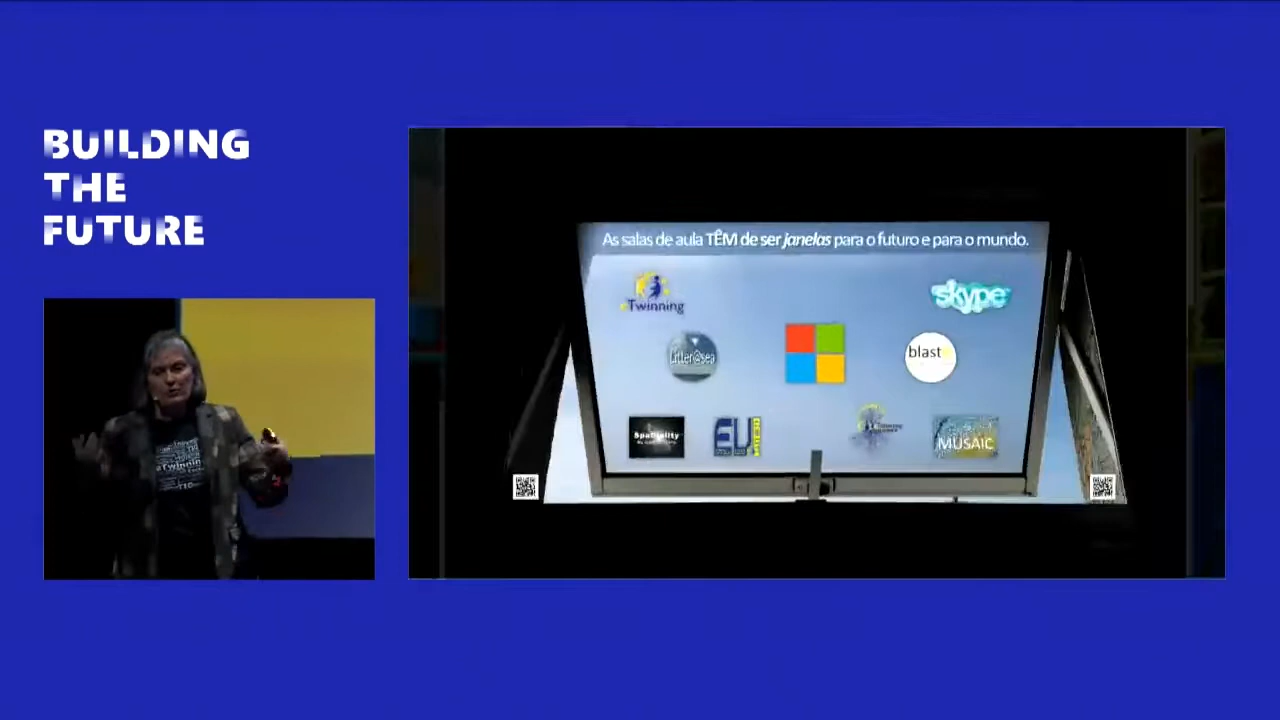 BUILDING
THE
FUTURE
As salas de aula TÊM de ser janelas para o futuro e para o mundo.
eTwinning
skype
Litter@sea
blast
Spatiality
EU
MUSAIC
eTwinning